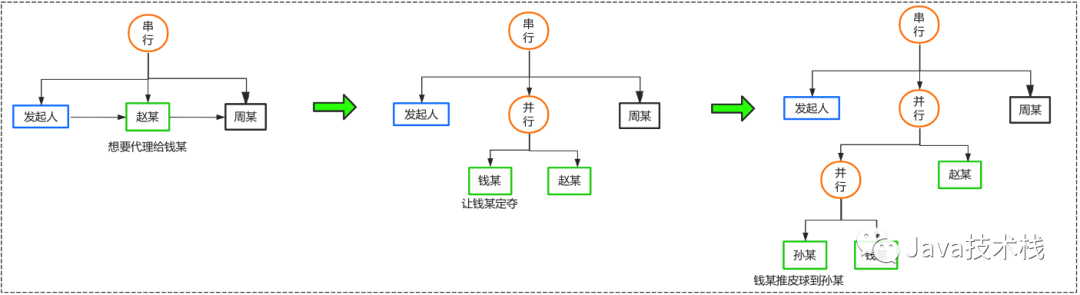 串行
发起人
赵某
周某
想要代理给钱某
串行
发起人
并行
周某
钱某
赵某
让钱某定夺
串行
发起人
并行
周某
并行
赵某
孙某
钱某推皮球到孙某
Java技术栈